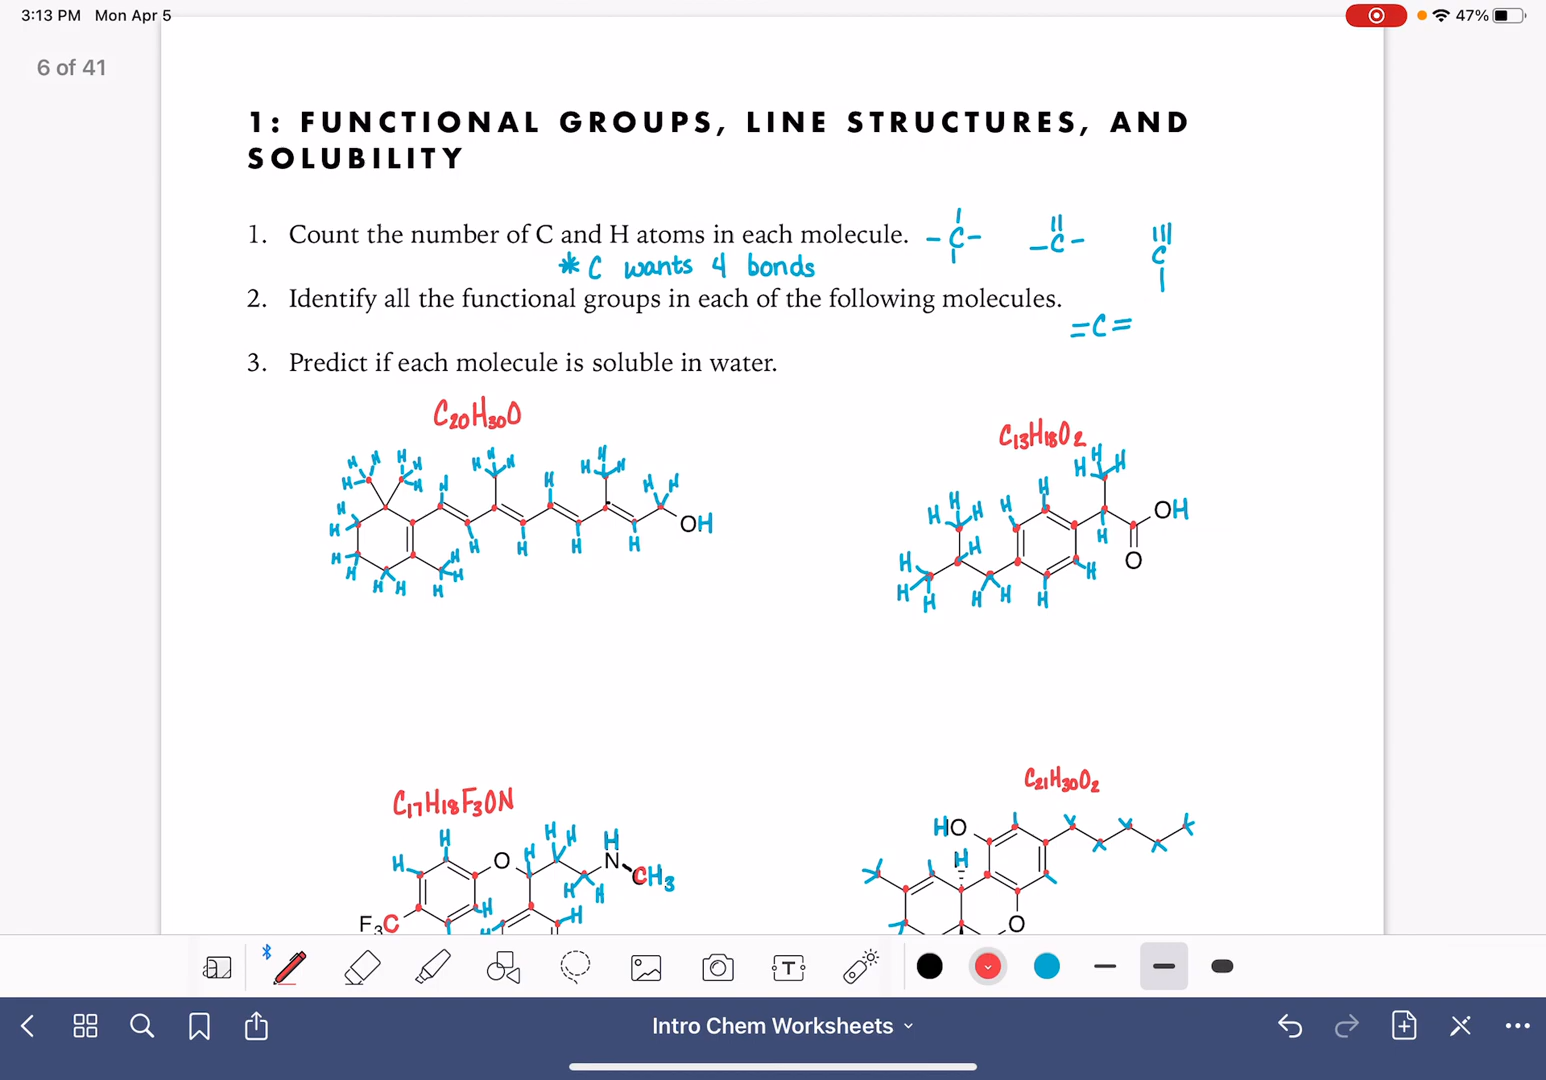 3:13 PM Mon Apr 5
47%
6 of 41
1: FUNCTIONAL GROUPS, LINE STRUCTURES, AND
SOLUBILITY
1. Count the number of C and H atoms in each molecule. -C- -C- C
* C wants 4 bonds
2. Identify all the functional groups in each of the following molecules.
=C=
3. Predict if each molecule is soluble in water.
C20H30O
H H H H H H H H H H H H H H H
H H H H H H H H H H H H H H
OH
C13H18O2
H H H H H H H H
H H H H H H H H H
OH
O
C17H18F3ON
H H H H H H H H H H H
O N CH3
F3C
C21H30O2
HO
H
O
T
Intro Chem Worksheets